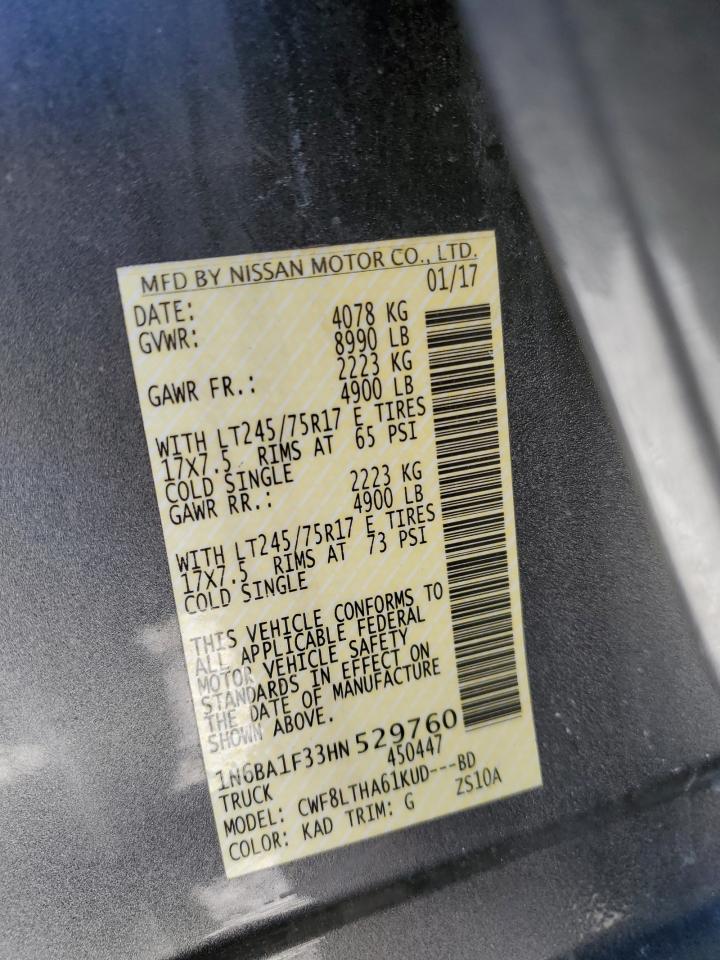 MFD BY NISSAN MOTOR CO., LTD.
DATE: 01/17
GVWR: 4078 KG
8990 LB
GAWR FR.: 2223 KG
4900 LB
WITH LT245/75R17 E TIRES
17X7.5 RIMS AT 65 PSI
COLD SINGLE
GAWR RR.: 2223 KG
4900 LB
WITH LT245/75R17 E TIRES
17X7.5 RIMS AT 73 PSI
COLD SINGLE
THIS VEHICLE CONFORMS TO
ALL APPLICABLE FEDERAL
MOTOR VEHICLE SAFETY
STANDARDS IN EFFECT ON
THE DATE OF MANUFACTURE
SHOWN ABOVE.
1N6BA1F33HN 529760
TRUCK 450447
MODEL: CWF8LTHA61KUD---BD
COLOR: KAD TRIM: G ZS10A